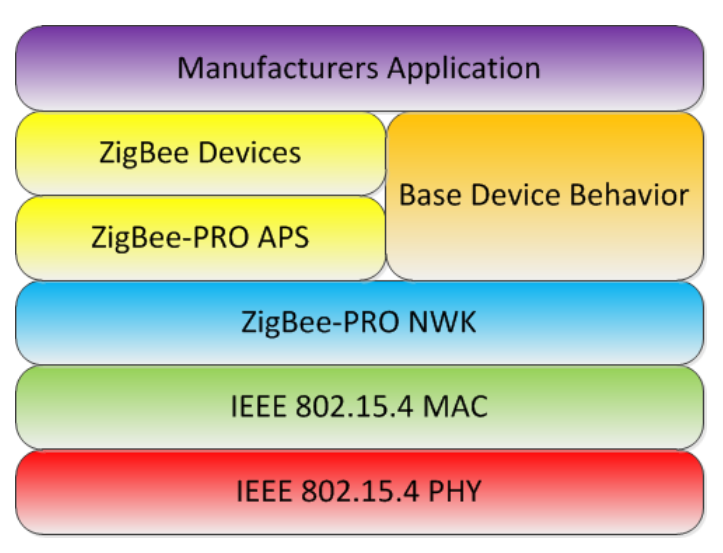 Manufacturers Application
ZigBee Devices
Base Device Behavior
ZigBee-PRO APS
ZigBee-PRO NWK
IEEE 802.15.4 MAC
IEEE 802.15.4 PHY